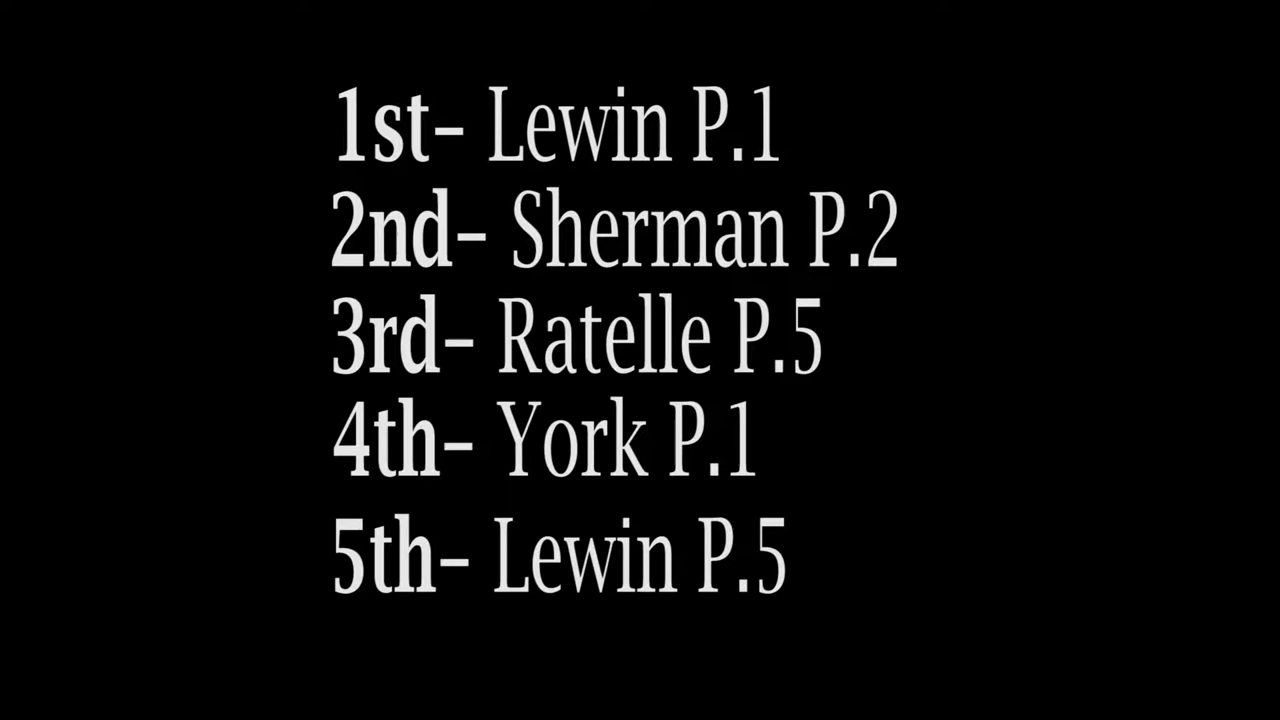 1st– Lewin P.1
2nd– Sherman P.2
3rd– Ratelle P.5
4th– York P.1
5th– Lewin P.5